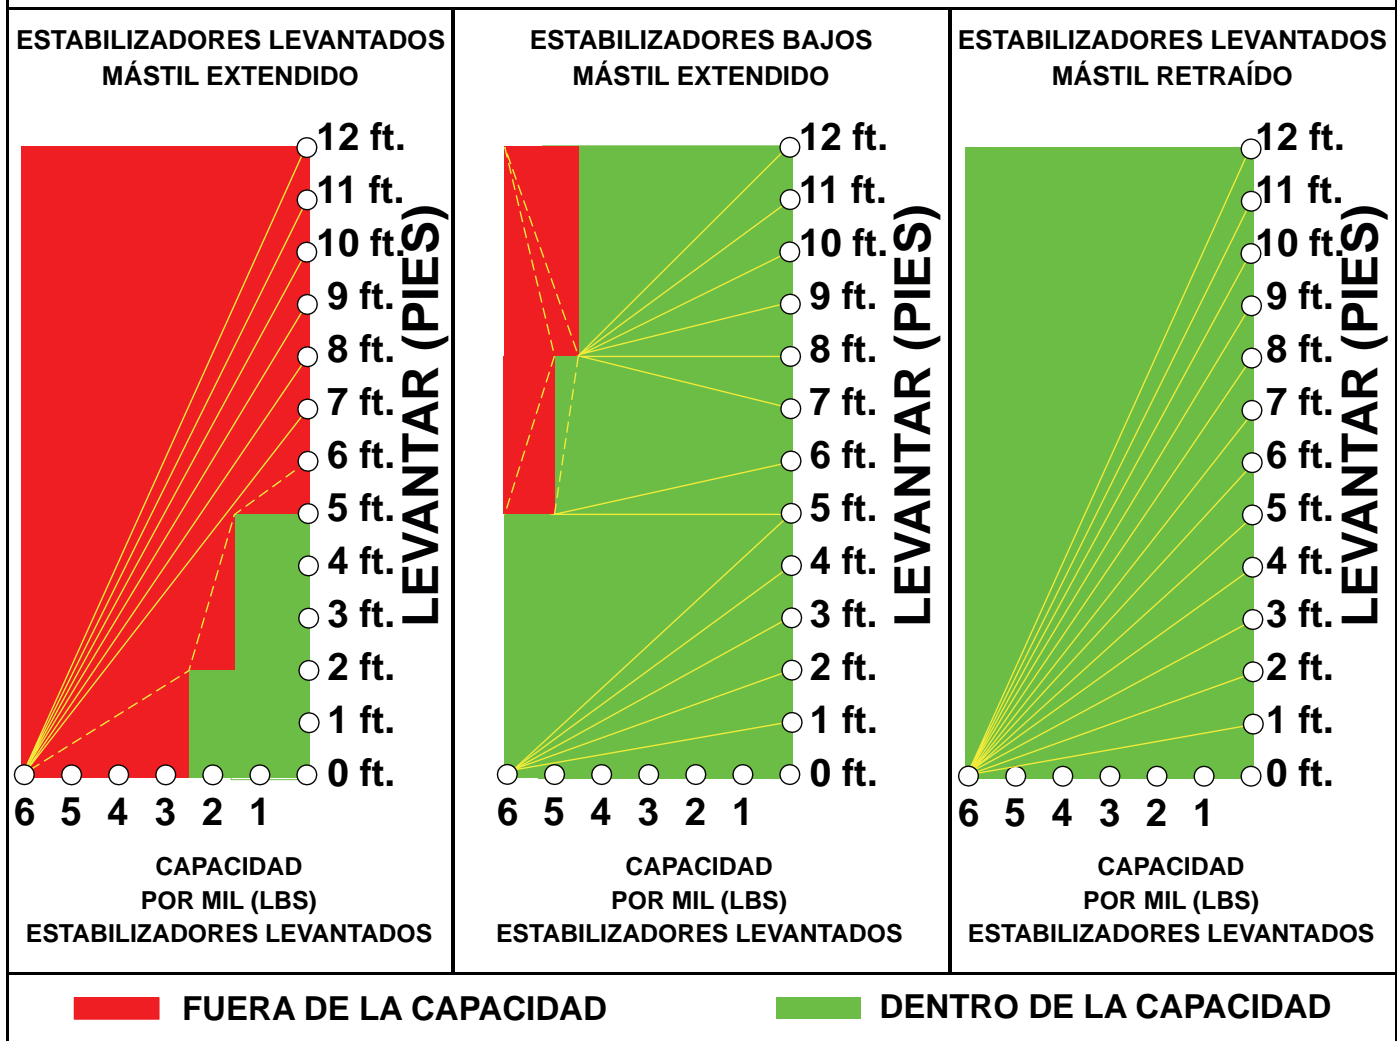 ESTABILIZADORES LEVANTADOS
MÁSTIL EXTENDIDO
12 ft.
11 ft.
10 ft.
9 ft.
8 ft.
7 ft.
6 ft.
5 ft.
4 ft.
3 ft.
2 ft.
1 ft.
0 ft.
LEVANTAR (PIES)
6 5 4 3 2 1
CAPACIDAD
POR MIL (LBS)
ESTABILIZADORES LEVANTADOS
ESTABILIZADORES BAJOS
MÁSTIL EXTENDIDO
12 ft.
11 ft.
10 ft.
9 ft.
8 ft.
7 ft.
6 ft.
5 ft.
4 ft.
3 ft.
2 ft.
1 ft.
0 ft.
LEVANTAR (PIES)
6 5 4 3 2 1
CAPACIDAD
POR MIL (LBS)
ESTABILIZADORES LEVANTADOS
ESTABILIZADORES LEVANTADOS
MÁSTIL RETRAÍDO
12 ft.
11 ft.
10 ft.
9 ft.
8 ft.
7 ft.
6 ft.
5 ft.
4 ft.
3 ft.
2 ft.
1 ft.
0 ft.
LEVANTAR (PIES)
6 5 4 3 2 1
CAPACIDAD
POR MIL (LBS)
ESTABILIZADORES LEVANTADOS
FUERA DE LA CAPACIDAD
DENTRO DE LA CAPACIDAD